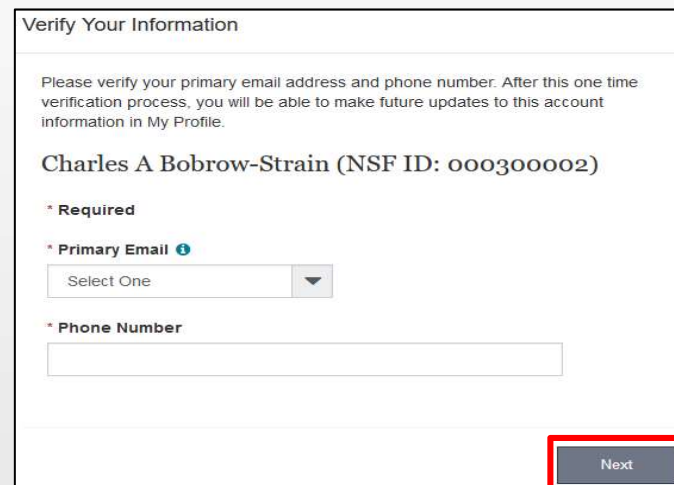 Verify Your Information
Please verify your primary email address and phone number. After this one time
verification process, you will be able to make future updates to this account
information in My Profile.
Charles A Bobrow-Strain (NSF ID: 000300002)
* Required
* Primary Email
Select One
* Phone Number
Next